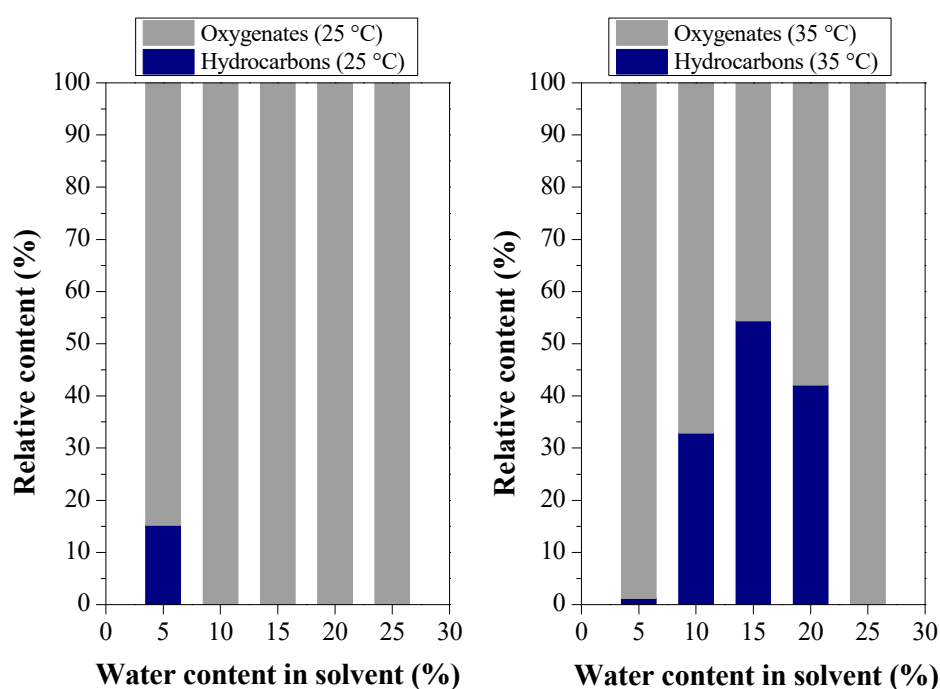 Oxygenates (25 °C)
Hydrocarbons (25 °C)
100
90
80
70
60
50
40
30
20
10
0
Relative content (%)
0 5 10 15 20 25 30
Water content in solvent (%)
Oxygenates (35 °C)
Hydrocarbons (35 °C)
100
90
80
70
60
50
40
30
20
10
0
Relative content (%)
0 5 10 15 20 25 30
Water content in solvent (%)